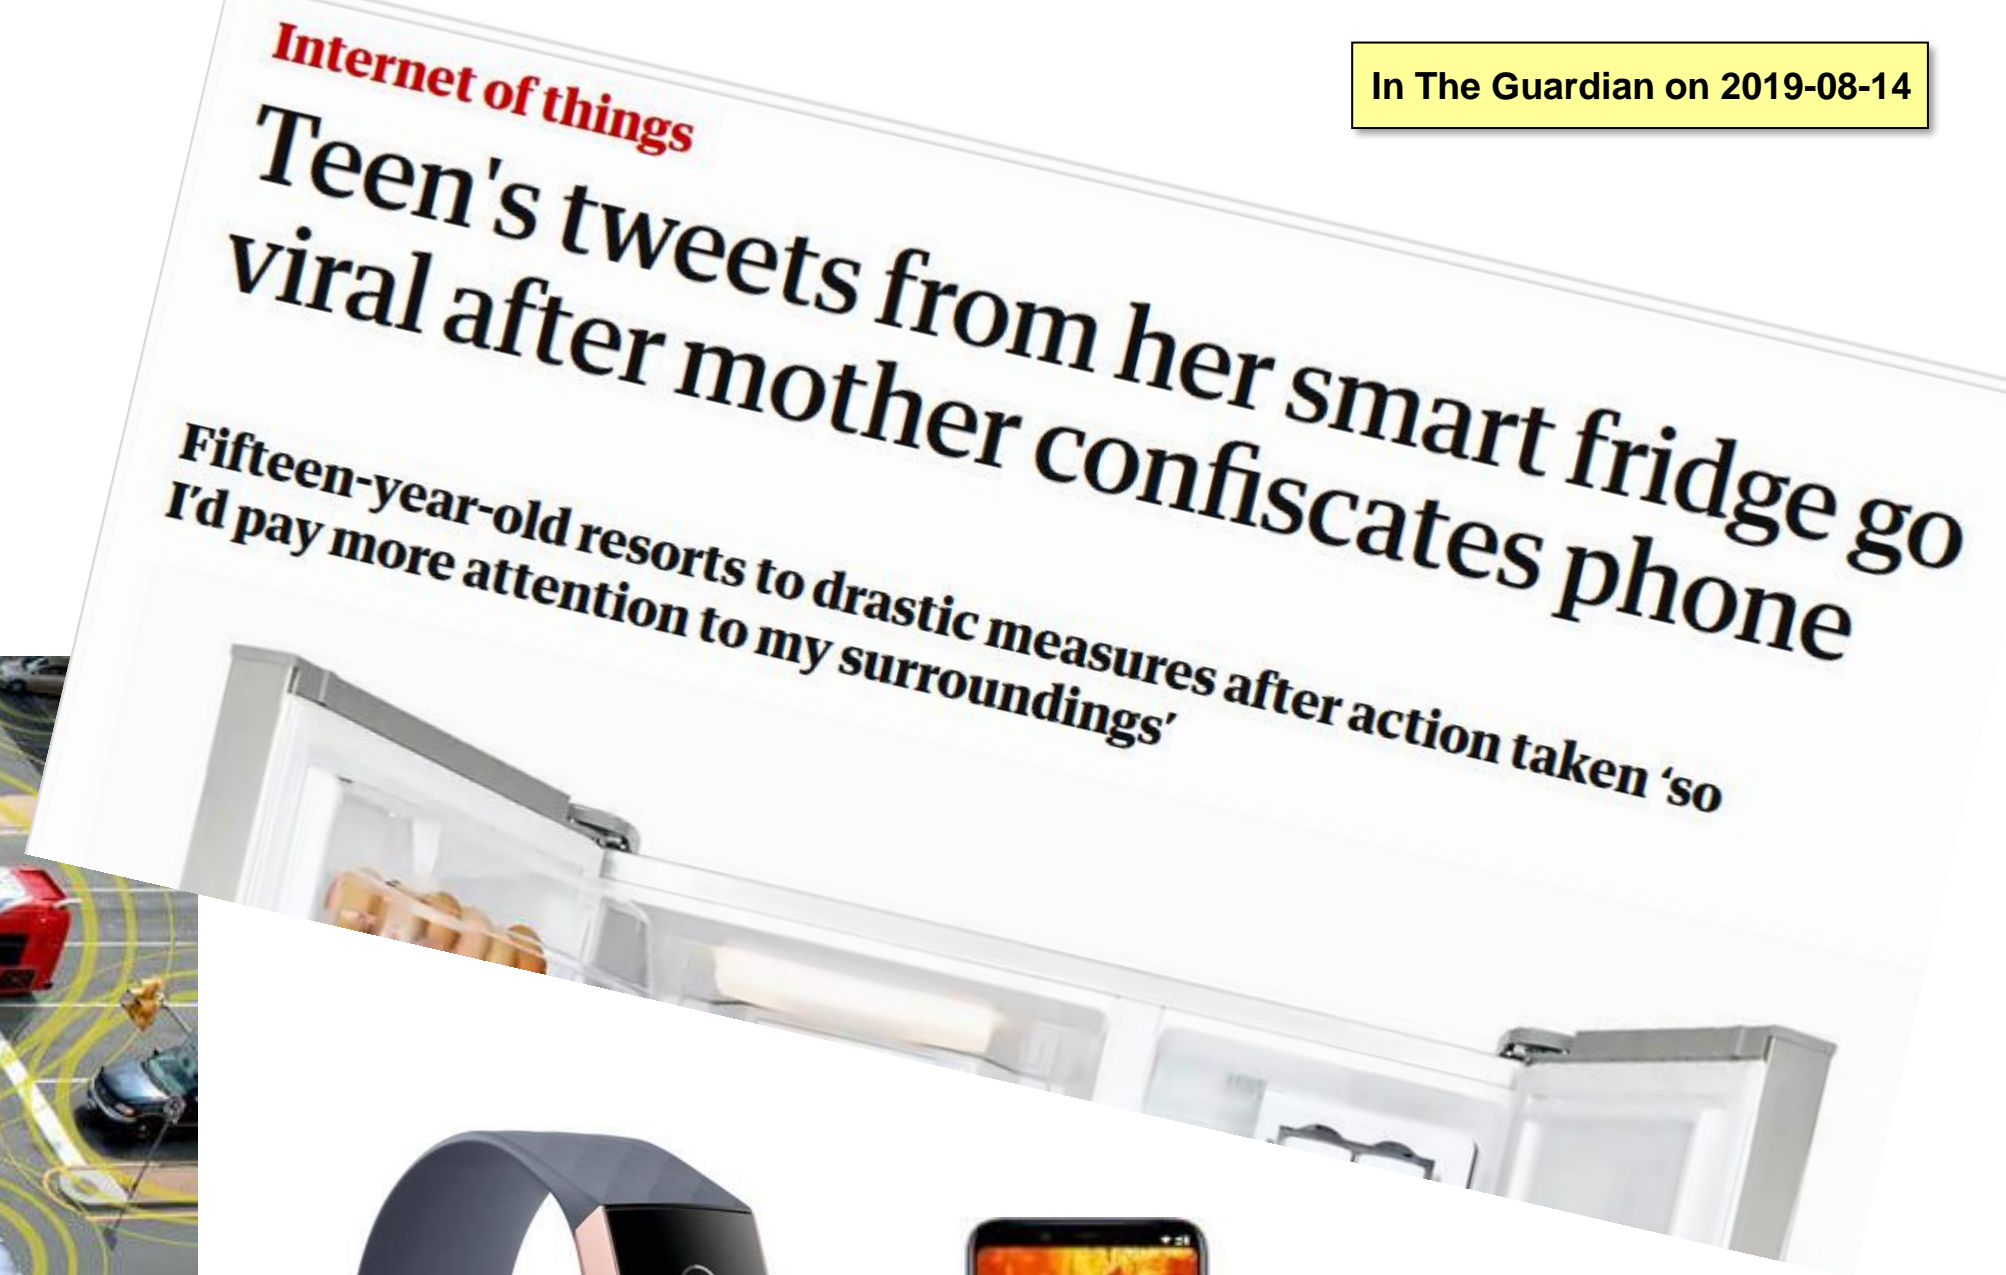 In The Guardian on 2019-08-14
Internet of things
Teen's tweets from her smart fridge go
viral after mother confiscates phone
Fifteen-year-old resorts to drastic measures after action taken ‘so
I’d pay more attention to my surroundings’